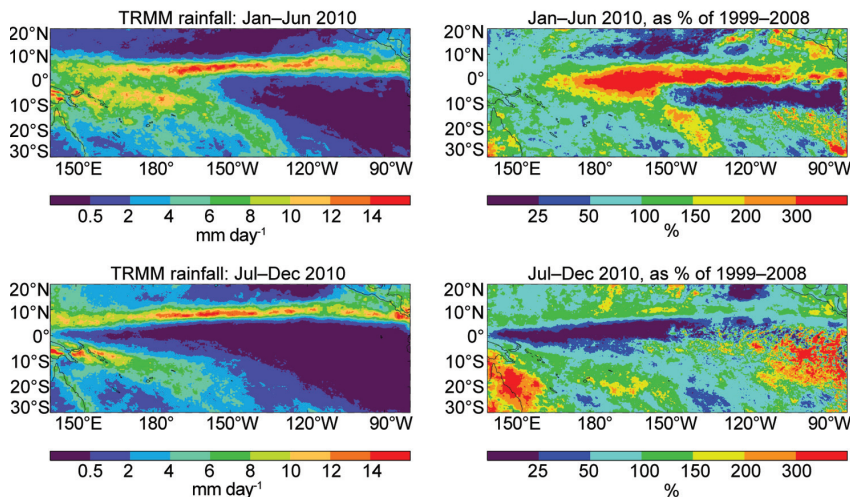 TRMM rainfall: Jan–Jun 2010
20°N
10°N
0°
10°S
20°S
30°S
150°E 180° 150°W 120°W 90°W
0.5 2 4 6 8 10 12 14
mm day⁻¹
Jan–Jun 2010, as % of 1999–2008
20°N
10°N
0°
10°S
20°S
30°S
150°E 180° 150°W 120°W 90°W
25 50 100 150 200 300
%
TRMM rainfall: Jul–Dec 2010
20°N
10°N
0°
10°S
20°S
30°S
150°E 180° 150°W 120°W 90°W
0.5 2 4 6 8 10 12 14
mm day⁻¹
Jul–Dec 2010, as % of 1999–2008
20°N
10°N
0°
10°S
20°S
30°S
150°E 180° 150°W 120°W 90°W
25 50 100 150 200 300
%